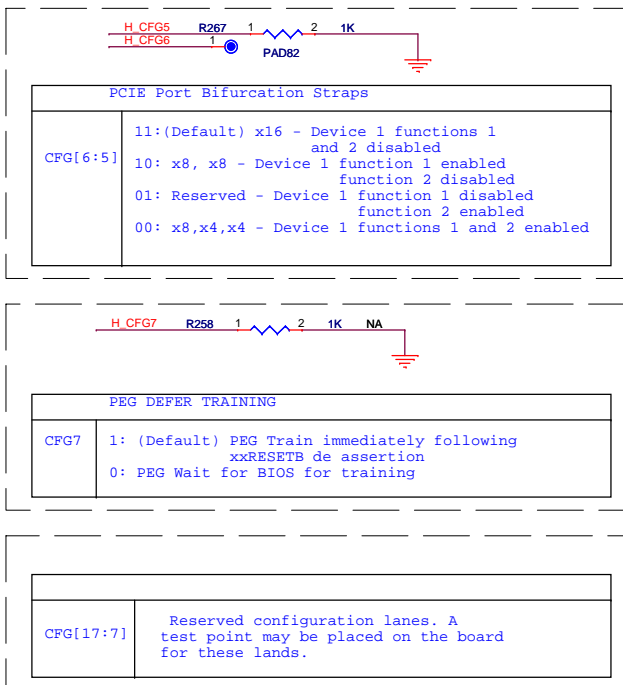 H_CFG5 R267 1 2 1K
H_CFG6 1
PAD82
PCIE Port Bifurcation Straps
CFG[6:5]
11:(Default) x16 - Device 1 functions 1
and 2 disabled
10: x8, x8 - Device 1 function 1 enabled
function 2 disabled
01: Reserved - Device 1 function 1 disabled
function 2 enabled
00: x8,x4,x4 - Device 1 functions 1 and 2 enabled
H_CFG7 R258 1 2 1K NA
PEG DEFER TRAINING
CFG7
1: (Default) PEG Train immediately following
xxRESETB de assertion
0: PEG Wait for BIOS for training
CFG[17:7]
Reserved configuration lanes. A
test point may be placed on the board
for these lands.